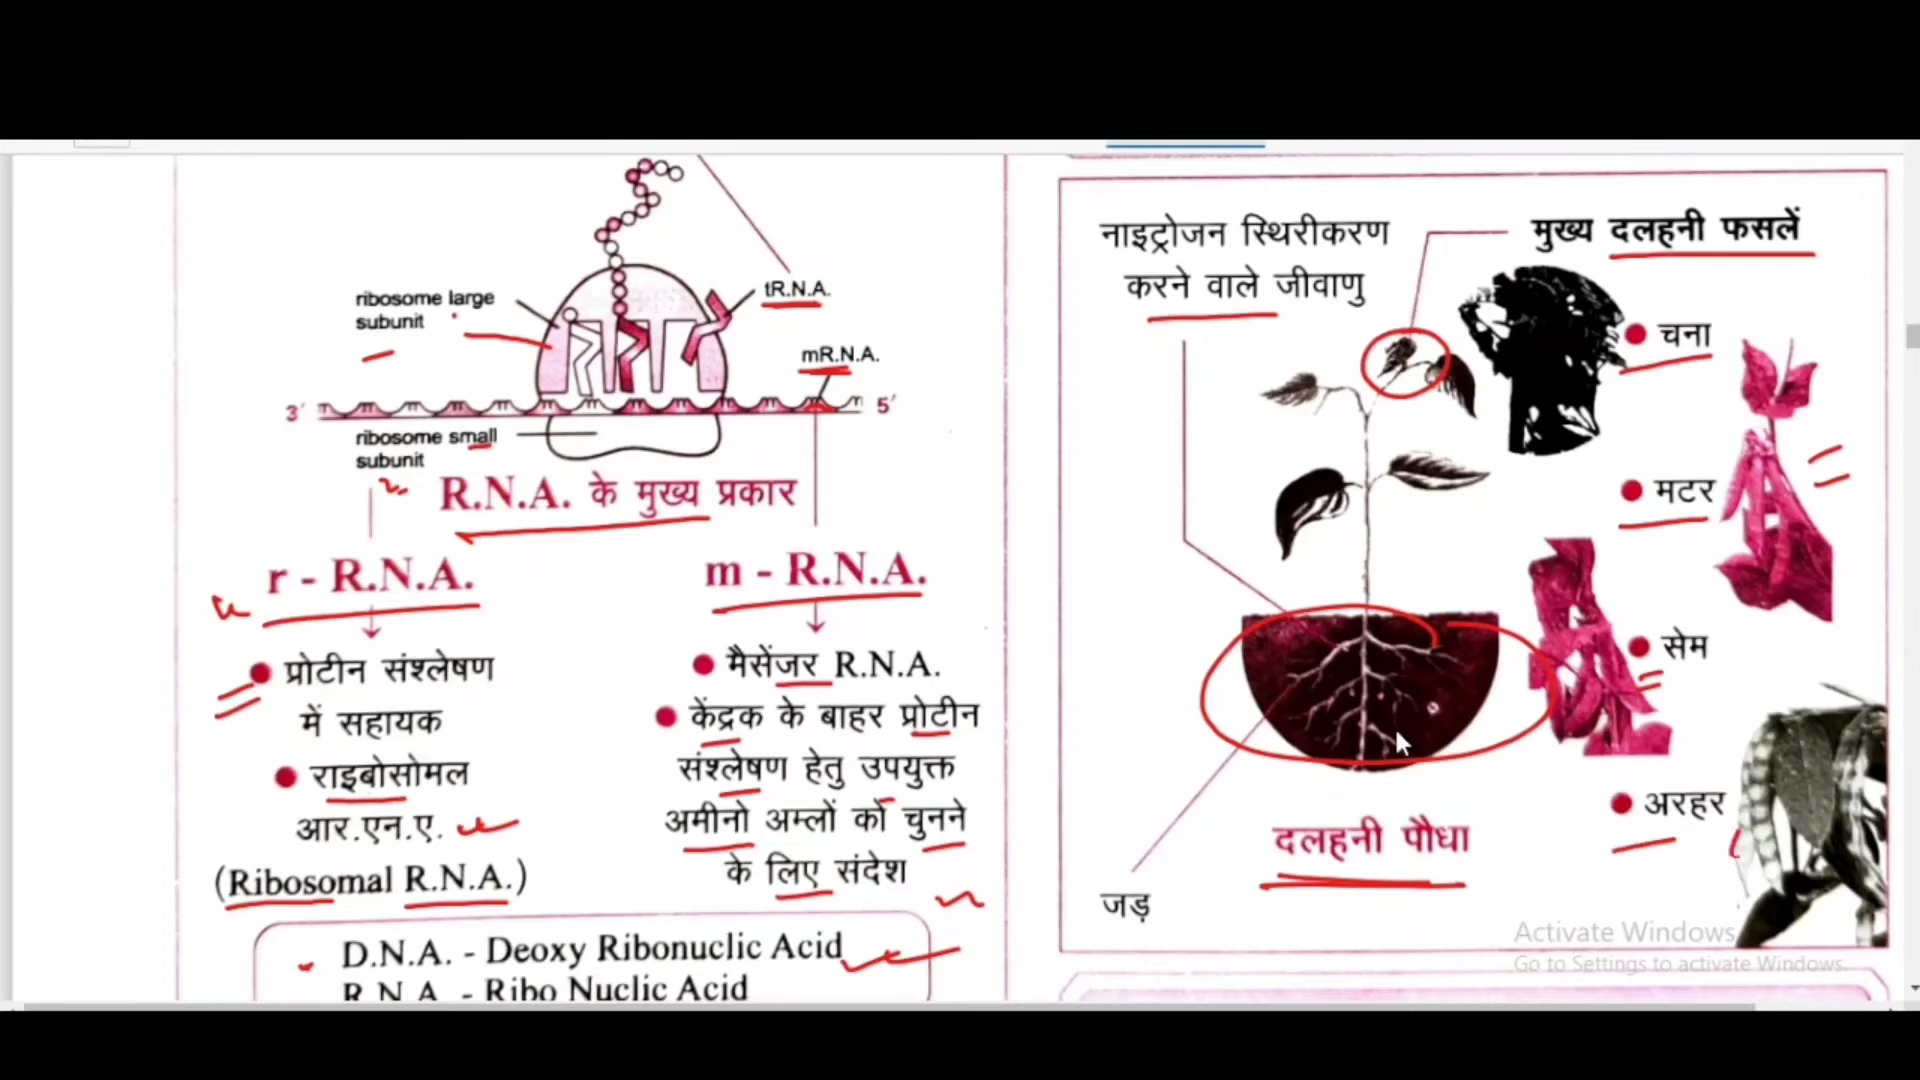 ribosome large
subunit
tR.N.A.
mR.N.A.
3'
5'
ribosome small
subunit
R.N.A. के मुख्य प्रकार
r - R.N.A.
प्रोटीन संश्लेषण
में सहायक
राइबोसोमल
आर.एन.ए.
(Ribosomal R.N.A.)
m - R.N.A.
मैसेंजर R.N.A.
केंद्रक के बाहर प्रोटीन
संश्लेषण हेतु उपयुक्त
अमीनो अम्लों को चुनने
के लिए संदेश
D.N.A. - Deoxy Ribonuclic Acid
R.N.A. - Ribo Nuclic Acid
नाइट्रोजन स्थिरीकरण
करने वाले जीवाणु
मुख्य दलहनी फसलें
चना
मटर
सेम
अरहर
दलहनी पौधा
जड़
Activate Windows
Go to Settings to activate Windows.